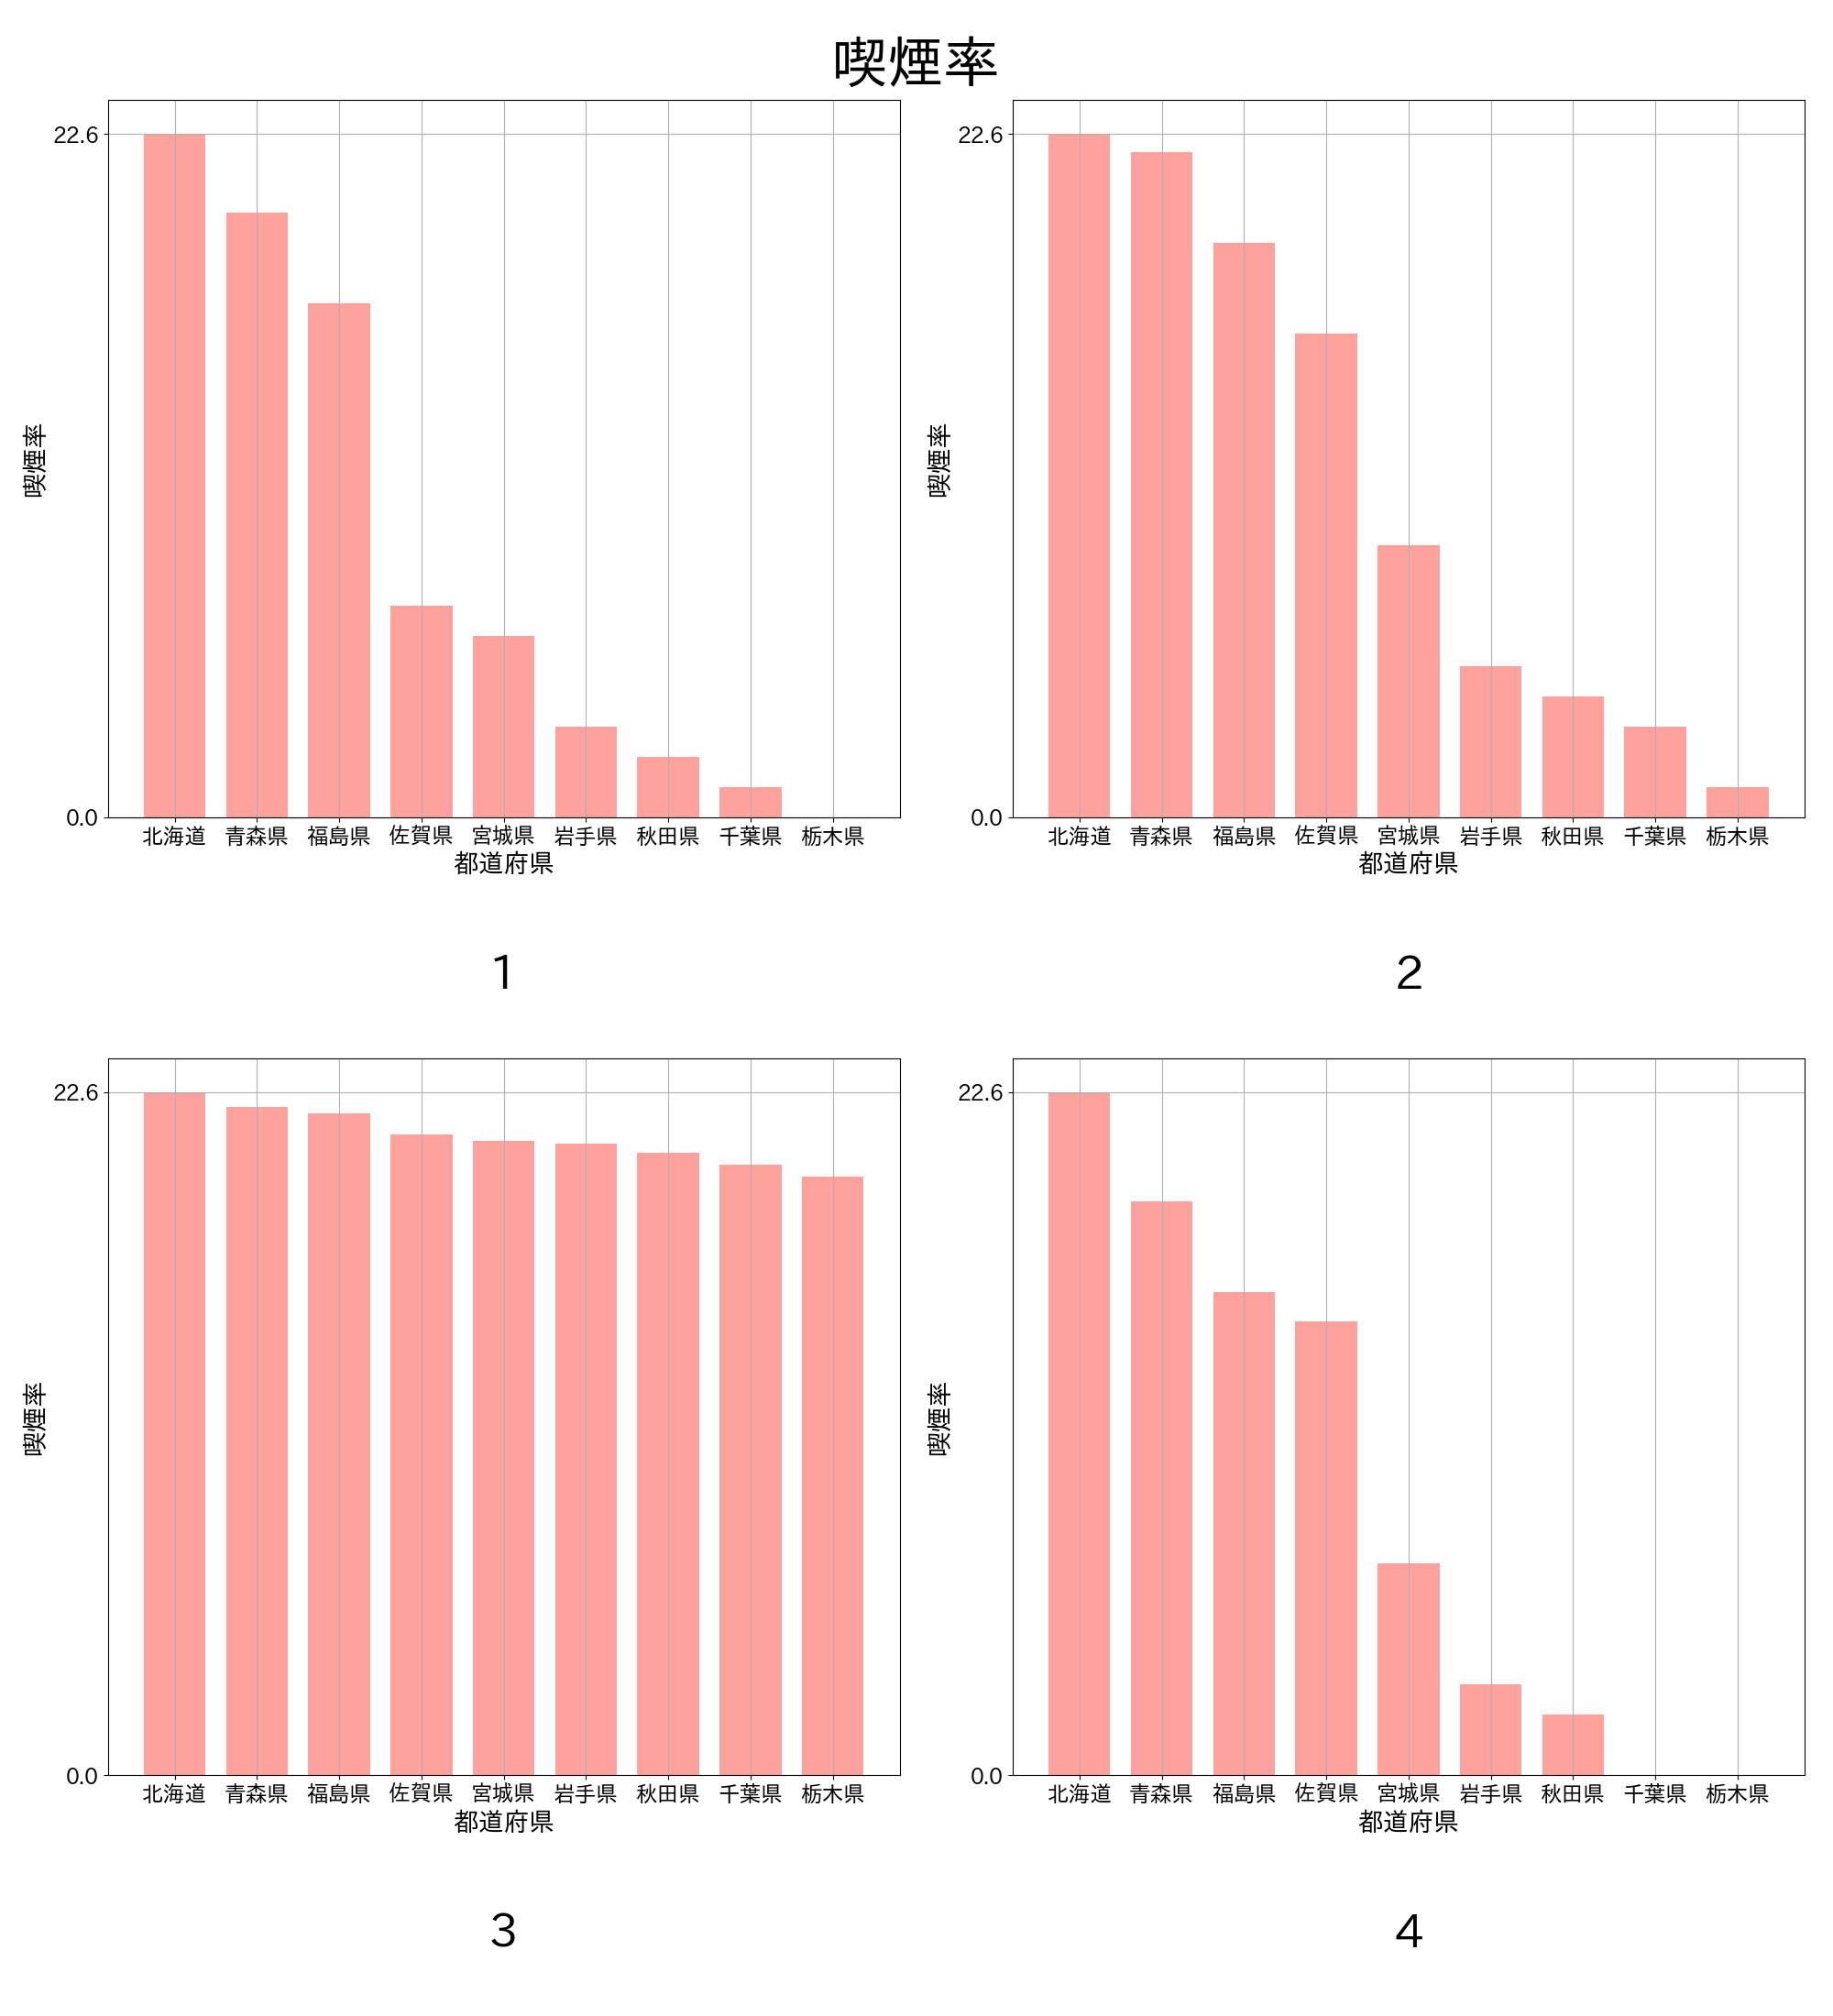 喫煙率
22.6
0.0
喫煙率
北海道 青森県 福島県 佐賀県 宮城県 岩手県 秋田県 千葉県 栃木県
都道府県
1
22.6
0.0
喫煙率
北海道 青森県 福島県 佐賀県 宮城県 岩手県 秋田県 千葉県 栃木県
都道府県
2
22.6
0.0
喫煙率
北海道 青森県 福島県 佐賀県 宮城県 岩手県 秋田県 千葉県 栃木県
都道府県
3
22.6
0.0
喫煙率
北海道 青森県 福島県 佐賀県 宮城県 岩手県 秋田県 千葉県 栃木県
都道府県
4